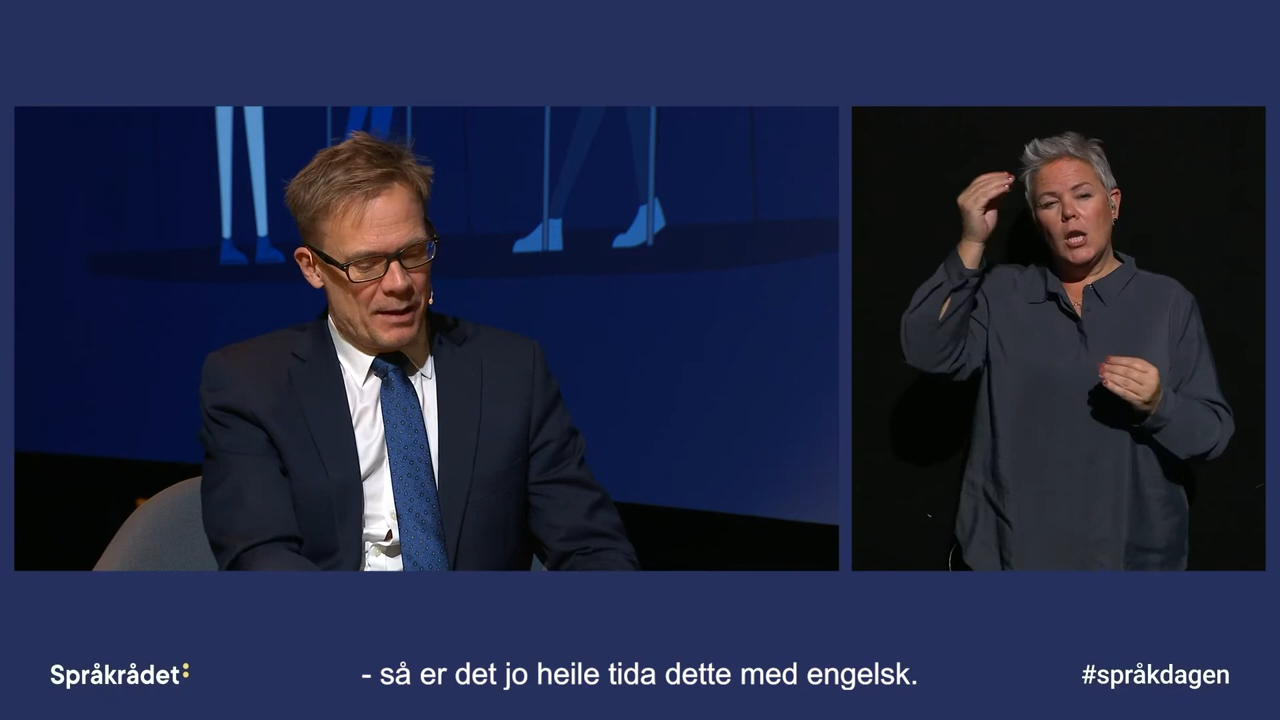 Språkrådet:
- så er det jo heile tida dette med engelsk.
#språkdagen